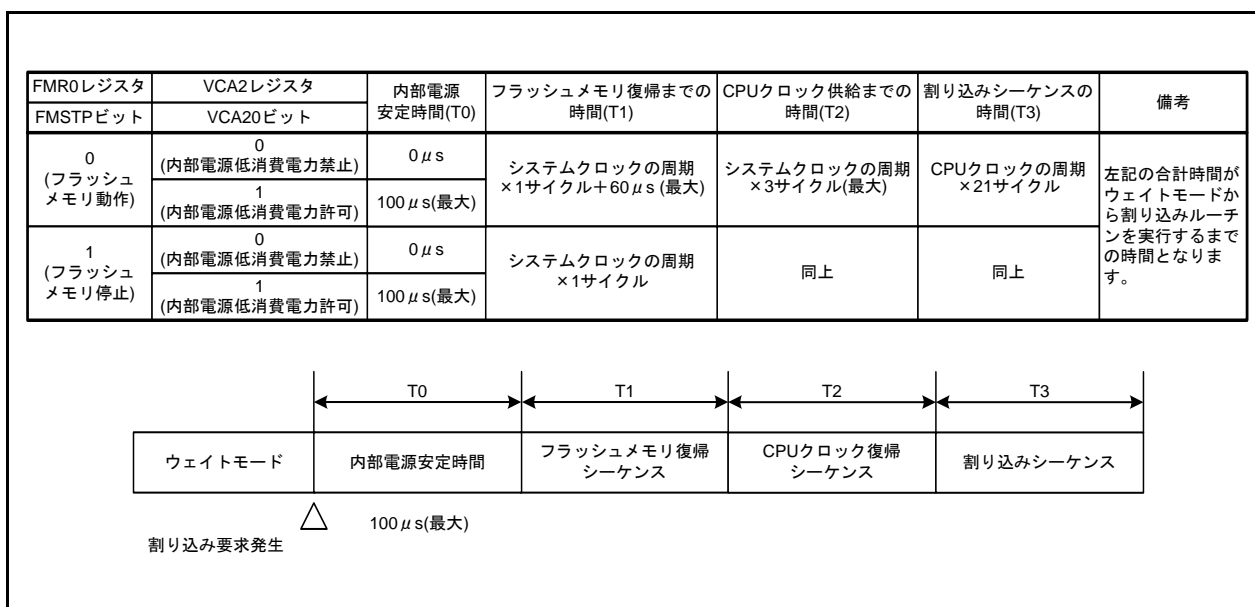 FMR0レジスタ
FMSTPビット
VCA2レジスタ
VCA20ビット
内部電源
安定時間(T0)
フラッシュメモリ復帰までの
時間(T1)
CPUクロック供給までの
時間(T2)
割り込みシーケンスの
時間(T3)
備考
0
(フラッシュ
メモリ動作)
0
(内部電源低消費電力禁止)
0μs
1
(内部電源低消費電力許可)
100μs(最大)
システムクロックの周期
×1サイクル+60μs(最大)
システムクロックの周期
×3サイクル(最大)
CPUクロックの周期
×21サイクル
左記の合計時間が
ウェイトモードか
ら割り込みルーチ
ンを実行するまで
の時間となりま
す。
1
(フラッシュ
メモリ停止)
0
(内部電源低消費電力禁止)
0μs
1
(内部電源低消費電力許可)
100μs(最大)
システムクロックの周期
×1サイクル
同上
同上
T0
T1
T2
T3
ウェイトモード
内部電源安定時間
フラッシュメモリ復帰
シーケンス
CPUクロック復帰
シーケンス
割り込みシーケンス
100μs(最大)
割り込み要求発生